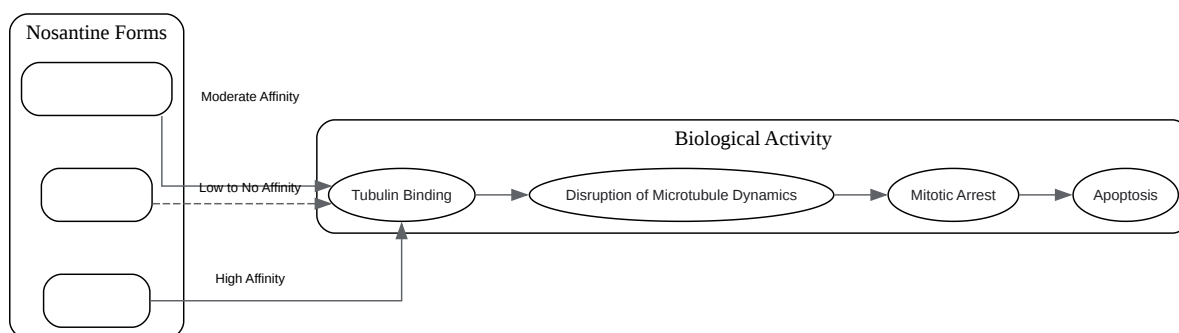 Nosantine Forms
Moderate Affinity
Biological Activity
Low to No Affinity
Tubulin Binding
Disruption of Microtubule Dynamics
Mitotic Arrest
Apoptosis
High Affinity